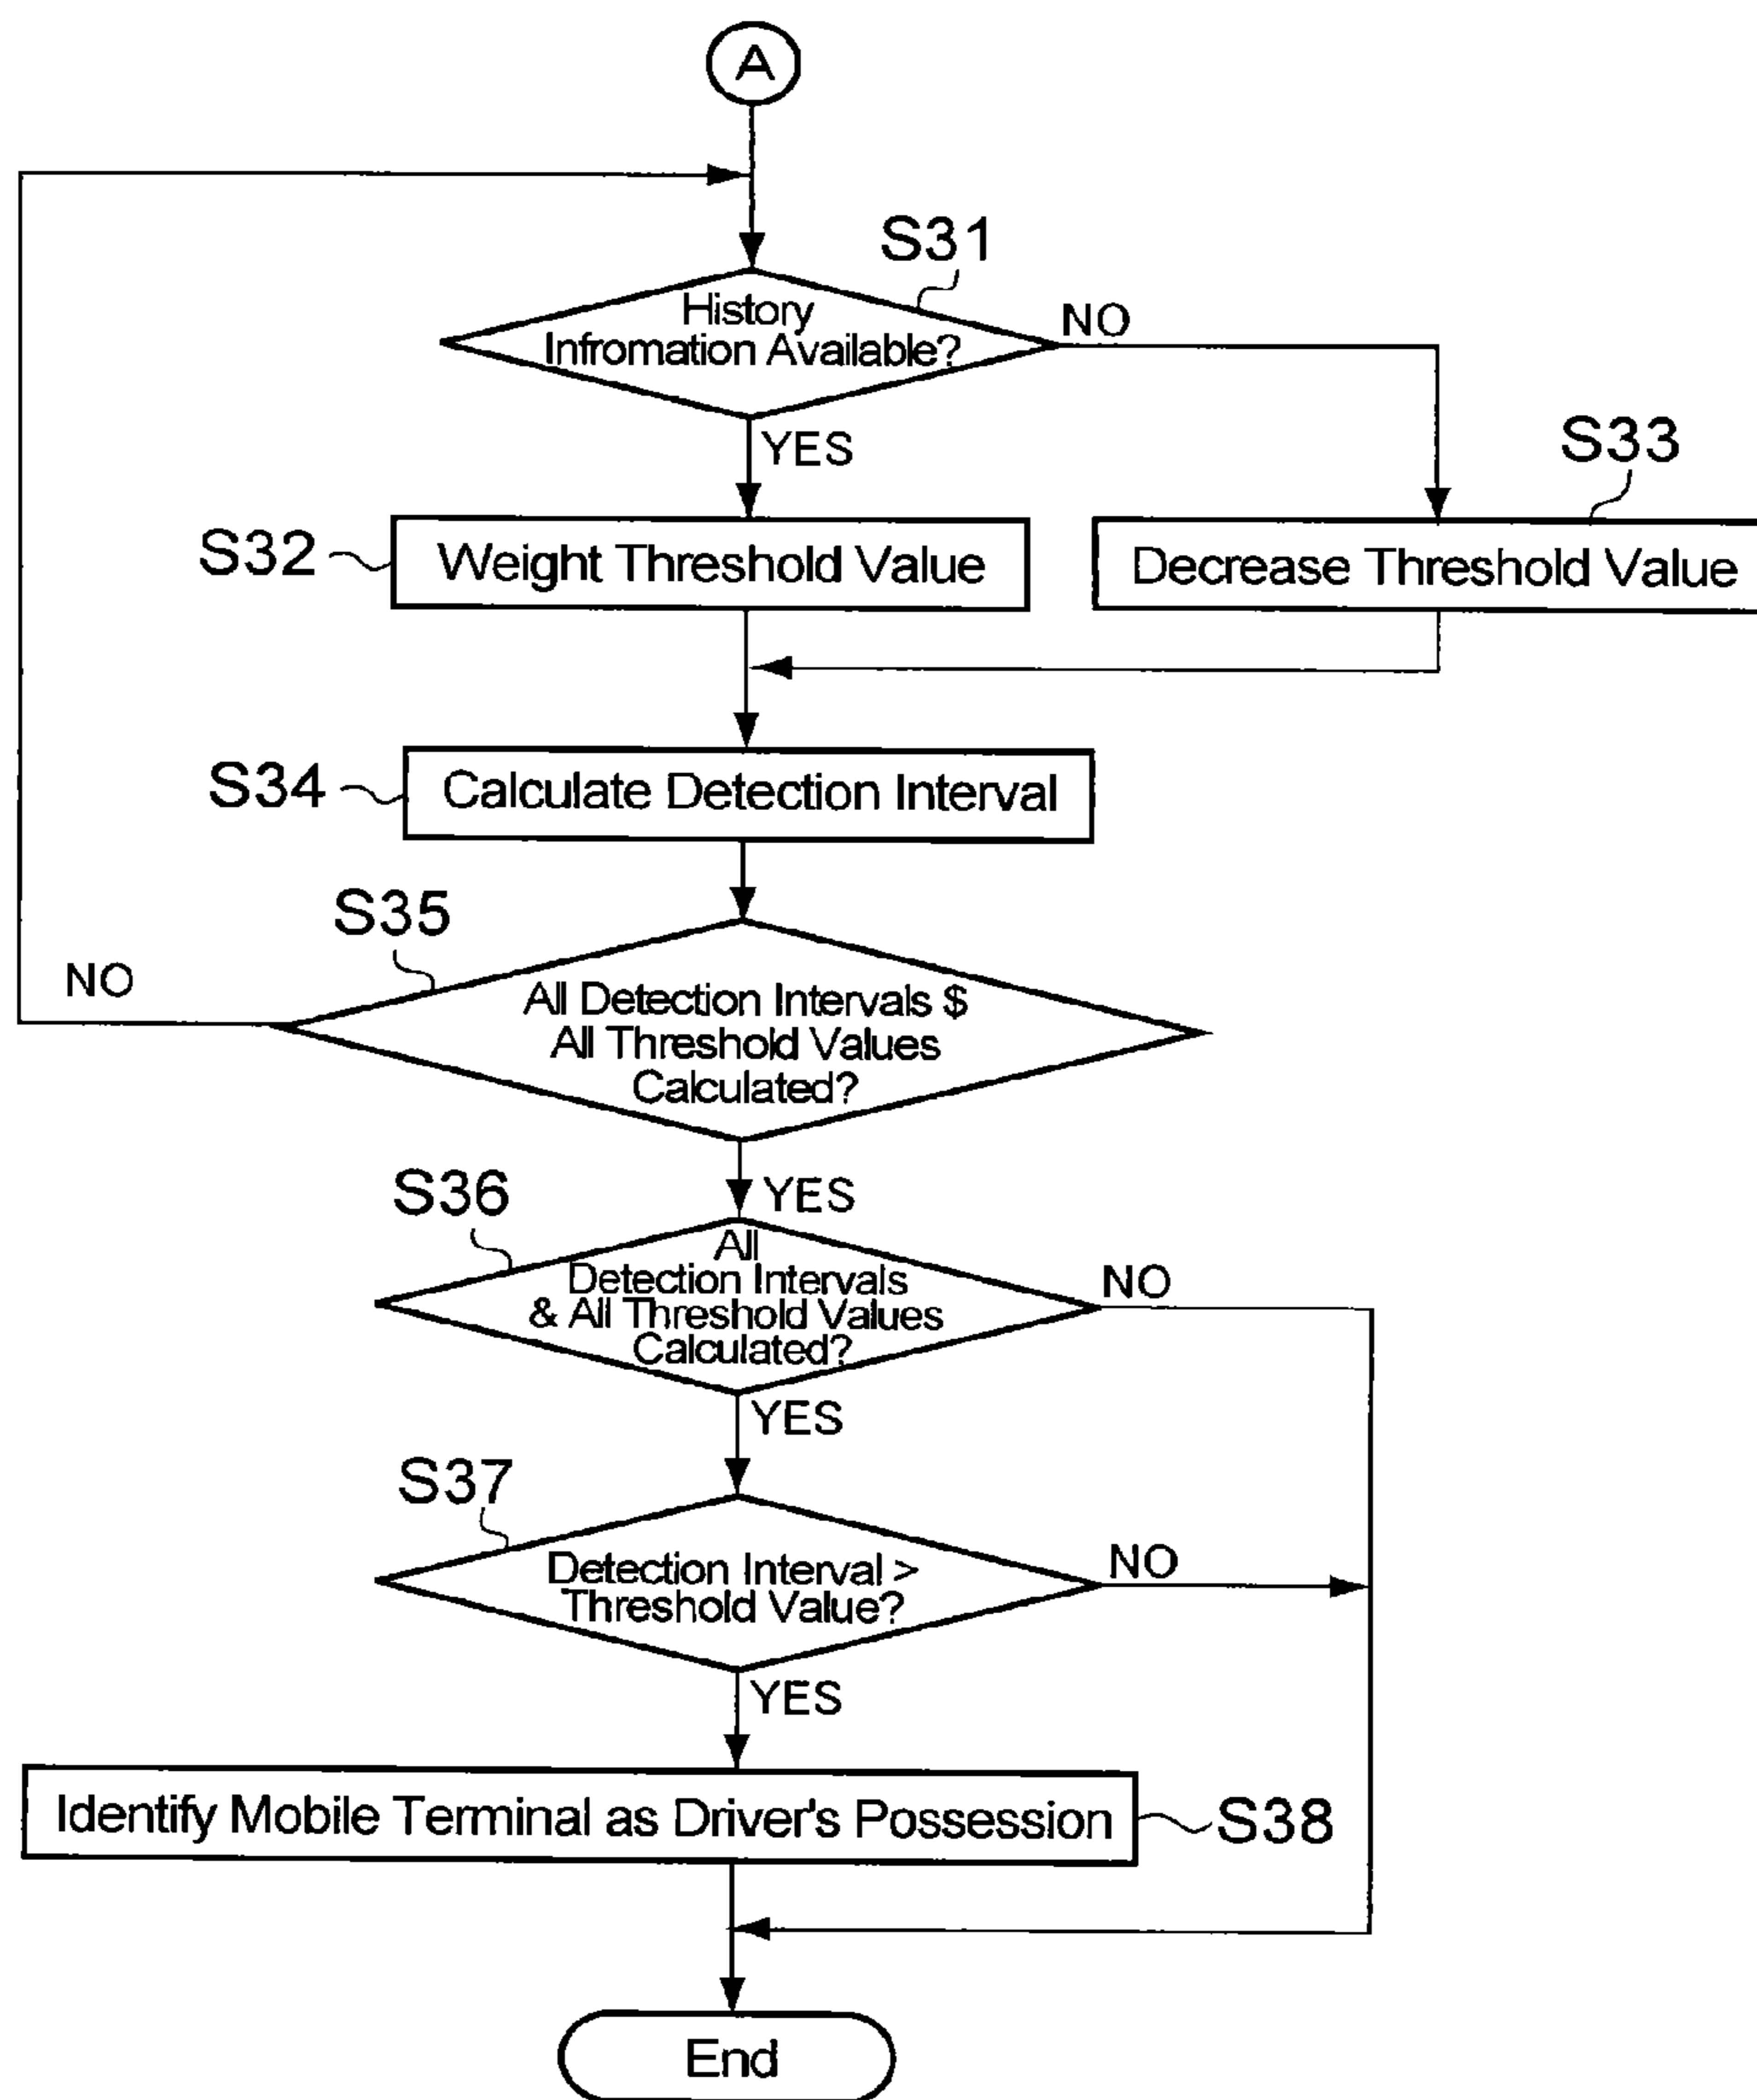 A
S31
History
Infromation Available?
NO
YES
S33
S32
Weight Threshold Value
Decrease Threshold Value
S34
Calculate Detection Interval
S35
NO
All Detection Intervals $
All Threshold Values
Calculated?
YES
S36
All
Detection Intervals
& All Threshold Values
Calculated?
NO
YES
S37
Detection Interval >
Threshold Value?
NO
YES
Identify Mobile Terminal as Driver's Possession
S38
End